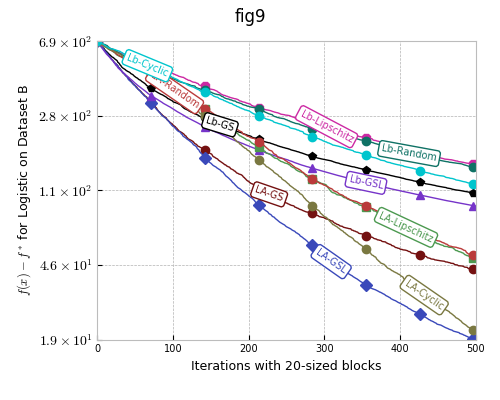 fig9
f(x) − f* for Logistic on Dataset B
6.9 × 10²
2.8 × 10²
1.1 × 10²
4.6 × 10¹
1.9 × 10¹
Lb-Cyclic
LA-Random
Lb-GS
Lb-Lipschitz
Lb-Random
Lb-GSL
LA-GS
LA-Lipschitz
LA-GSL
LA-Cyclic
0 100 200 300 400 500
Iterations with 20-sized blocks